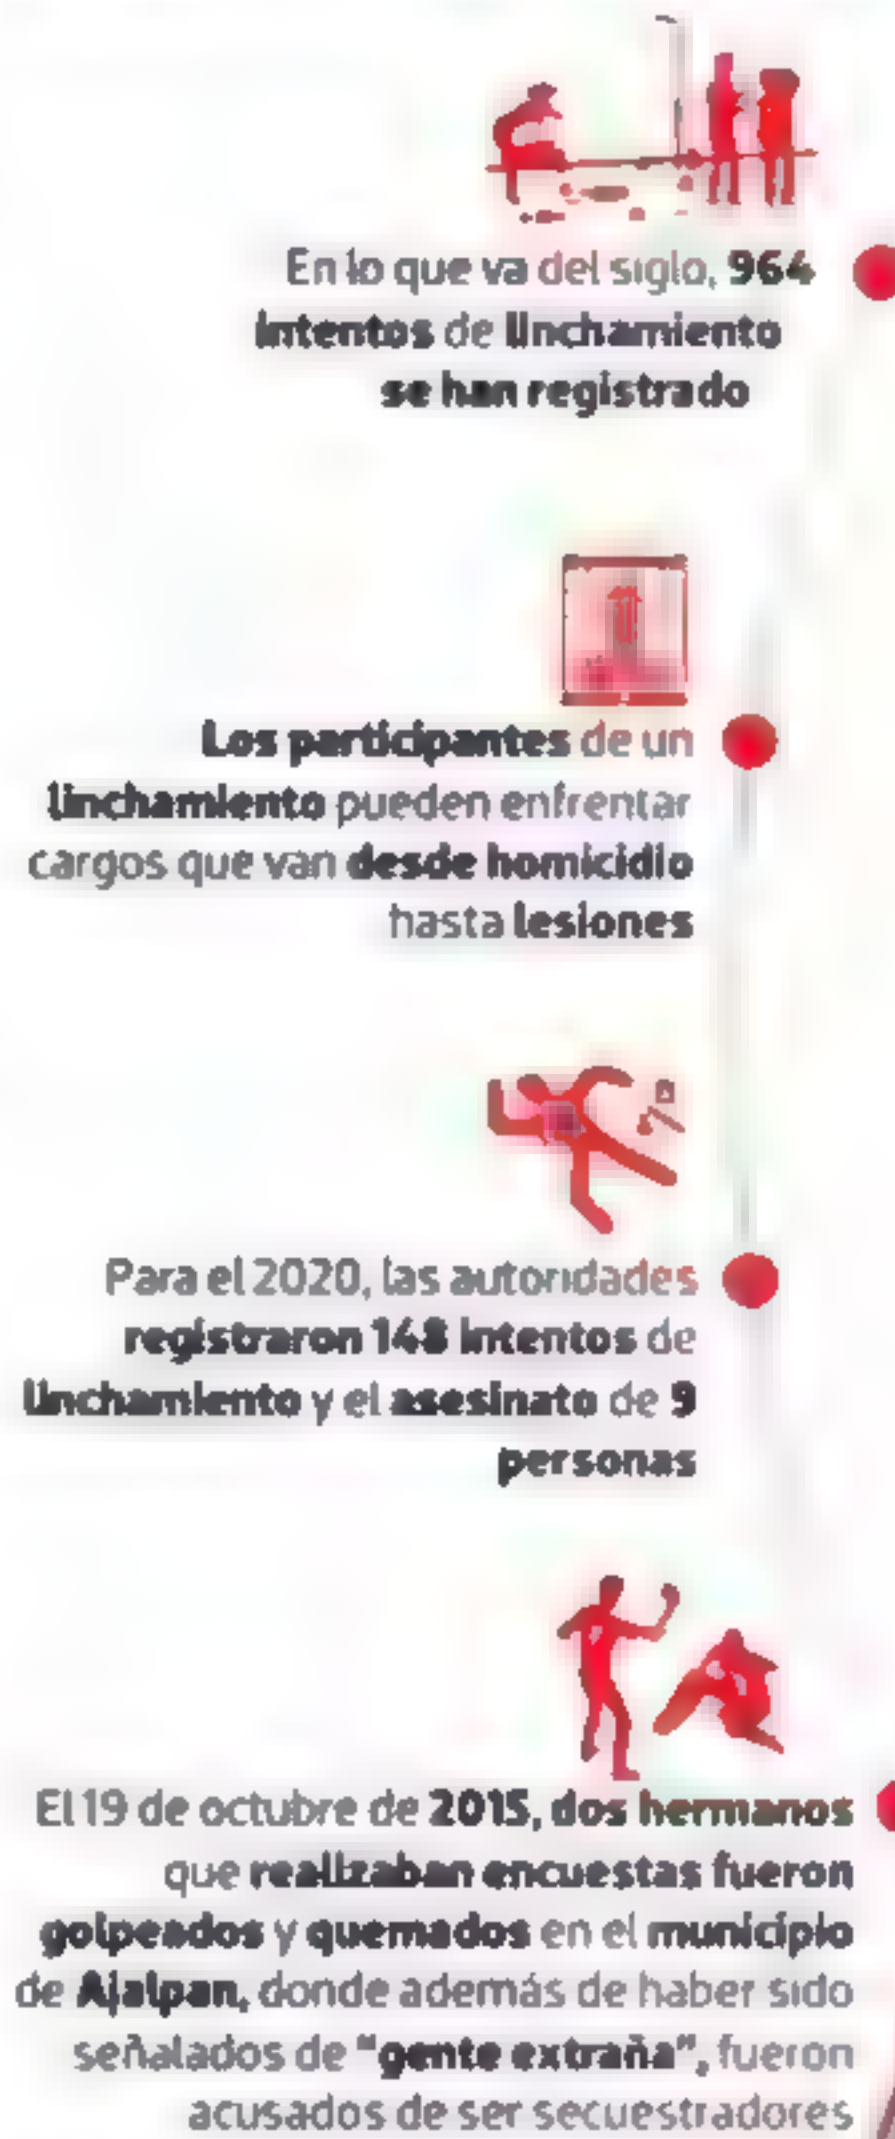 En lo que va del siglo, 964
intentos de linchamiento
se han registrado
Los participantes de un
linchamiento pueden enfrentar
cargos que van desde homicidio
hasta lesiones
Para el 2020, las autoridades
registraron 148 intentos de
linchamiento y el asesinato de 9
personas
El 19 de octubre de 2015, dos hermanos
que realizaban encuestas fueron
golpeados y quemados en el municipio
de Ajalpan, donde además de haber sido
señalados de "gente extraña", fueron
acusados de ser secuestradores